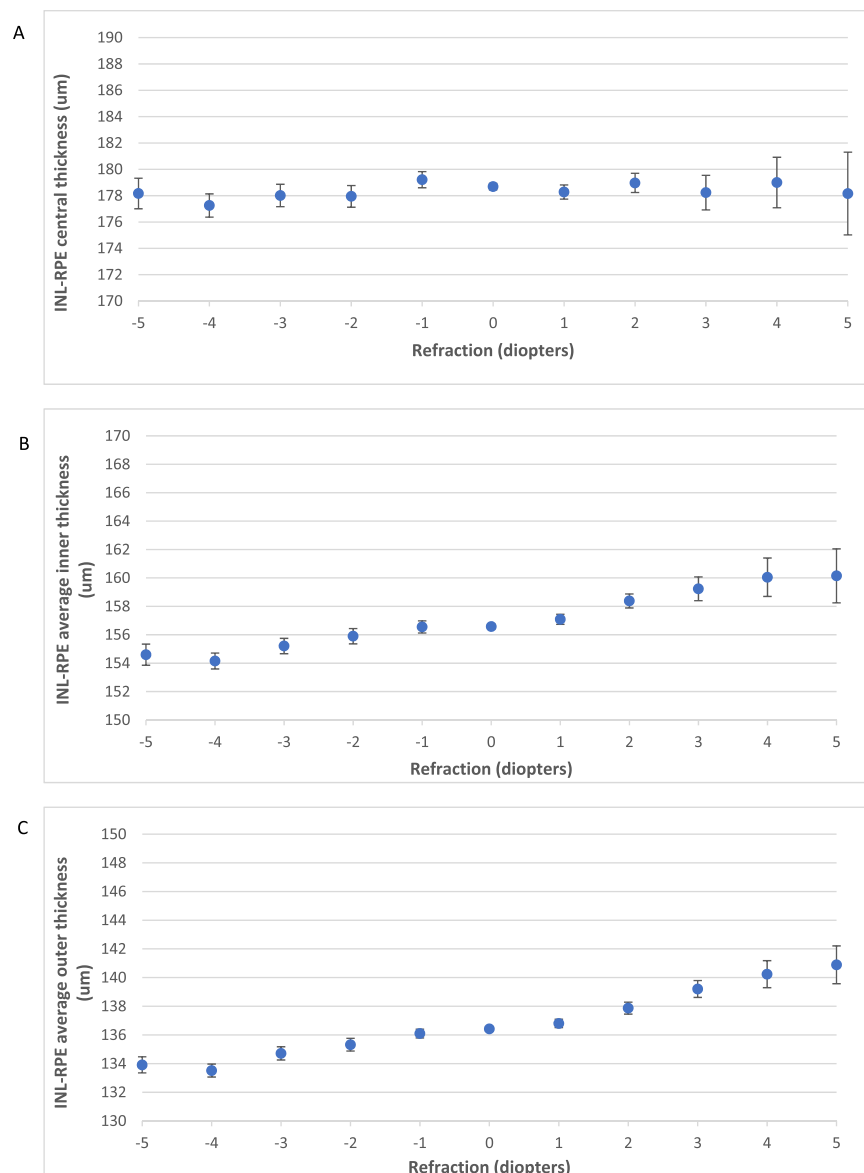 A
INL-RPE central thickness (um)
190
188
186
184
182
180
178
176
174
172
170
-5 -4 -3 -2 -1 0 1 2 3 4 5
Refraction (diopters)
B
INL-RPE average inner thickness
(um)
170
168
166
164
162
160
158
156
154
152
150
-5 -4 -3 -2 -1 0 1 2 3 4 5
Refraction (diopters)
C
INL-RPE average outer thickness
(um)
150
148
146
144
142
140
138
136
134
132
130
-5 -4 -3 -2 -1 0 1 2 3 4 5
Refraction (diopters)